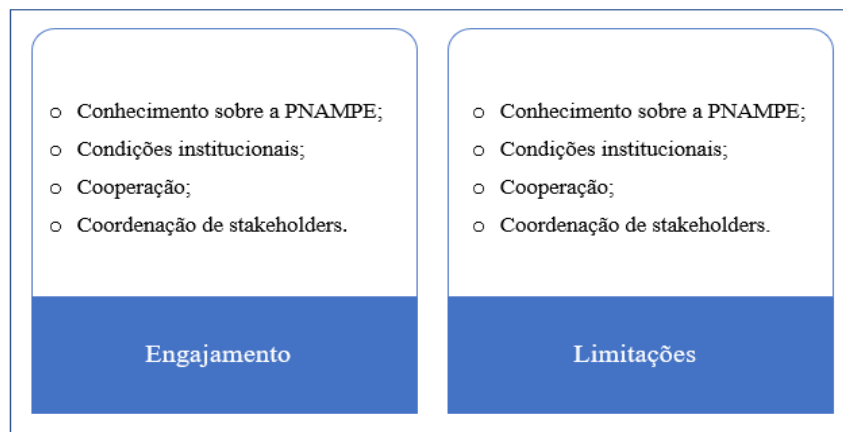 o Conhecimento sobre a PNAMPE;
o Condições institucionais;
o Cooperação;
o Coordenação de stakeholders.
Engajamento
o Conhecimento sobre a PNAMPE;
o Condições institucionais;
o Cooperação;
o Coordenação de stakeholders.
Limitações